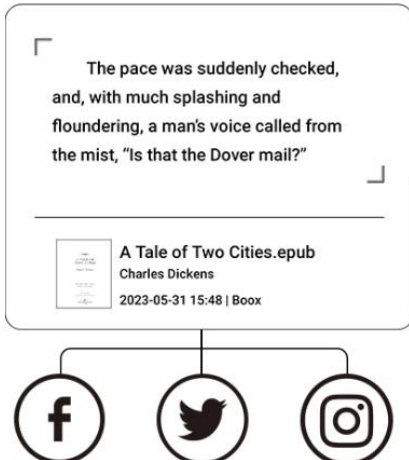 The pace was suddenly checked,
and, with much splashing and
floundering, a man's voice called from
the mist, “Is that the Dover mail?”
A Tale of Two Cities.epub
Charles Dickens
2023-05-31 15:48 | Boox